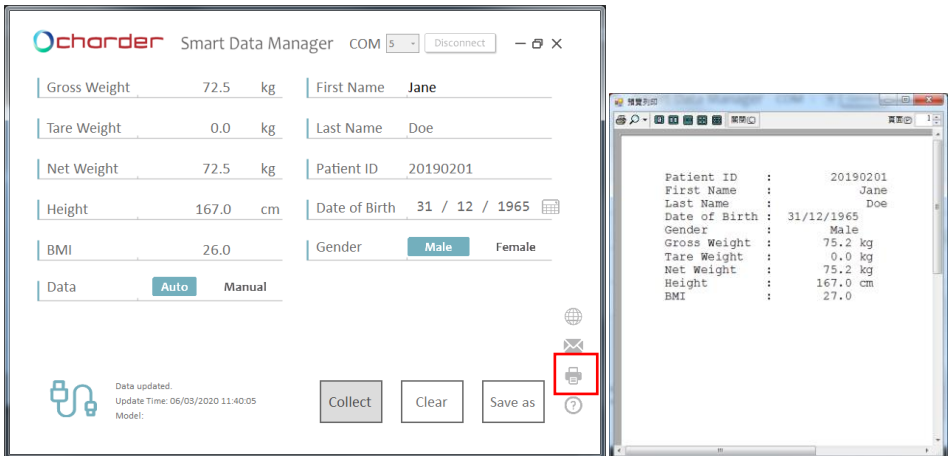 charder Smart Data Manager COM 5 Disconnect
Gross Weight 72.5 kg
Tare Weight 0.0 kg
Net Weight 72.5 kg
Height 167.0 cm
BMI 26.0
Data Auto Manual
First Name Jane
Last Name Doe
Patient ID 20190201
Date of Birth 31 / 12 / 1965
Gender Male Female
Data updated.
Update Time: 06/03/2020 11:40:05
Model:
Collect Clear Save as
?
預覽列印
關閉(C) 頁面(P) 1
Patient ID : 20190201
First Name : Jane
Last Name : Doe
Date of Birth : 31/12/1965
Gender : Male
Gross Weight : 75.2 kg
Tare Weight : 0.0 kg
Net Weight : 75.2 kg
Height : 167.0 cm
BMI : 27.0